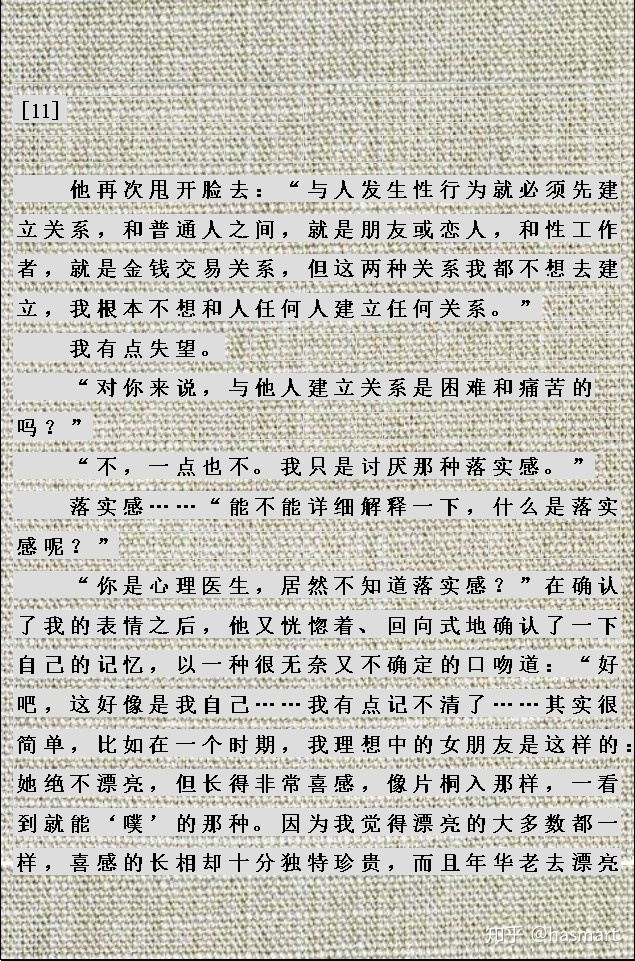 [11]
他再次甩开脸去：“与人发生性行为就必须先建
立关系，和普通人之间，就是朋友或恋人，和性工作
者，就是金钱交易关系，但这两种关系我都不想去建
立，我根本不想和人任何人建立任何关系。”
我有点失望。
“对你来说，与他人建立关系是困难和痛苦的
吗？”
“不，一点也不。我只是讨厌那种落实感。”
落实感……“能不能详细解释一下，什么是落实
感呢？”
“你是心理医生，居然不知道落实感？”在确认
了我的表情之后，他又恍惚着、回向式地确认了一下
自己的记忆，以一种很无奈又不确定的口吻道：“好
吧，这好像是我自己……我有点记不清了……其实很
简单，比如在一个时期，我理想中的女朋友是这样的：
她绝不漂亮，但长得非常喜感，像片桐入那样，一看
到就能‘噗’的那种。因为我觉得漂亮的大多数都一
样，喜感的长相却十分独特珍贵，而且年华老去漂亮
知乎 @hasmart